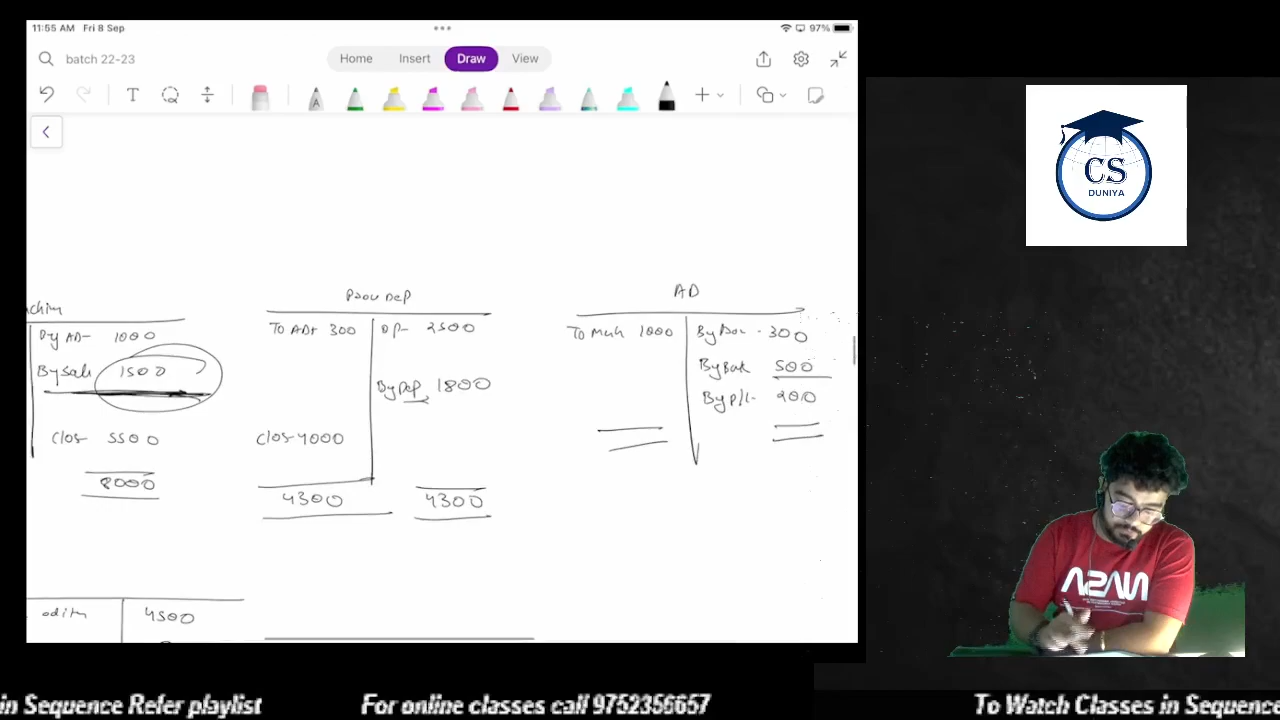 11:55 AM Fri 8 Sep
97%
batch 22-23
Home Insert Draw View
CS
DUNIYA
AD
To ADt 300
Op- 2500
By Dep 1800
Clos 4000
4300
4300
By AD- 1000
By Sale 1500
Clos 5500
8000
To Mach 1000
By Dep - 300
By Bank 500
By P/L- 200
4500
in Sequence Refer playlist
For online classes call 9752356657
To Watch Classes in Sequence